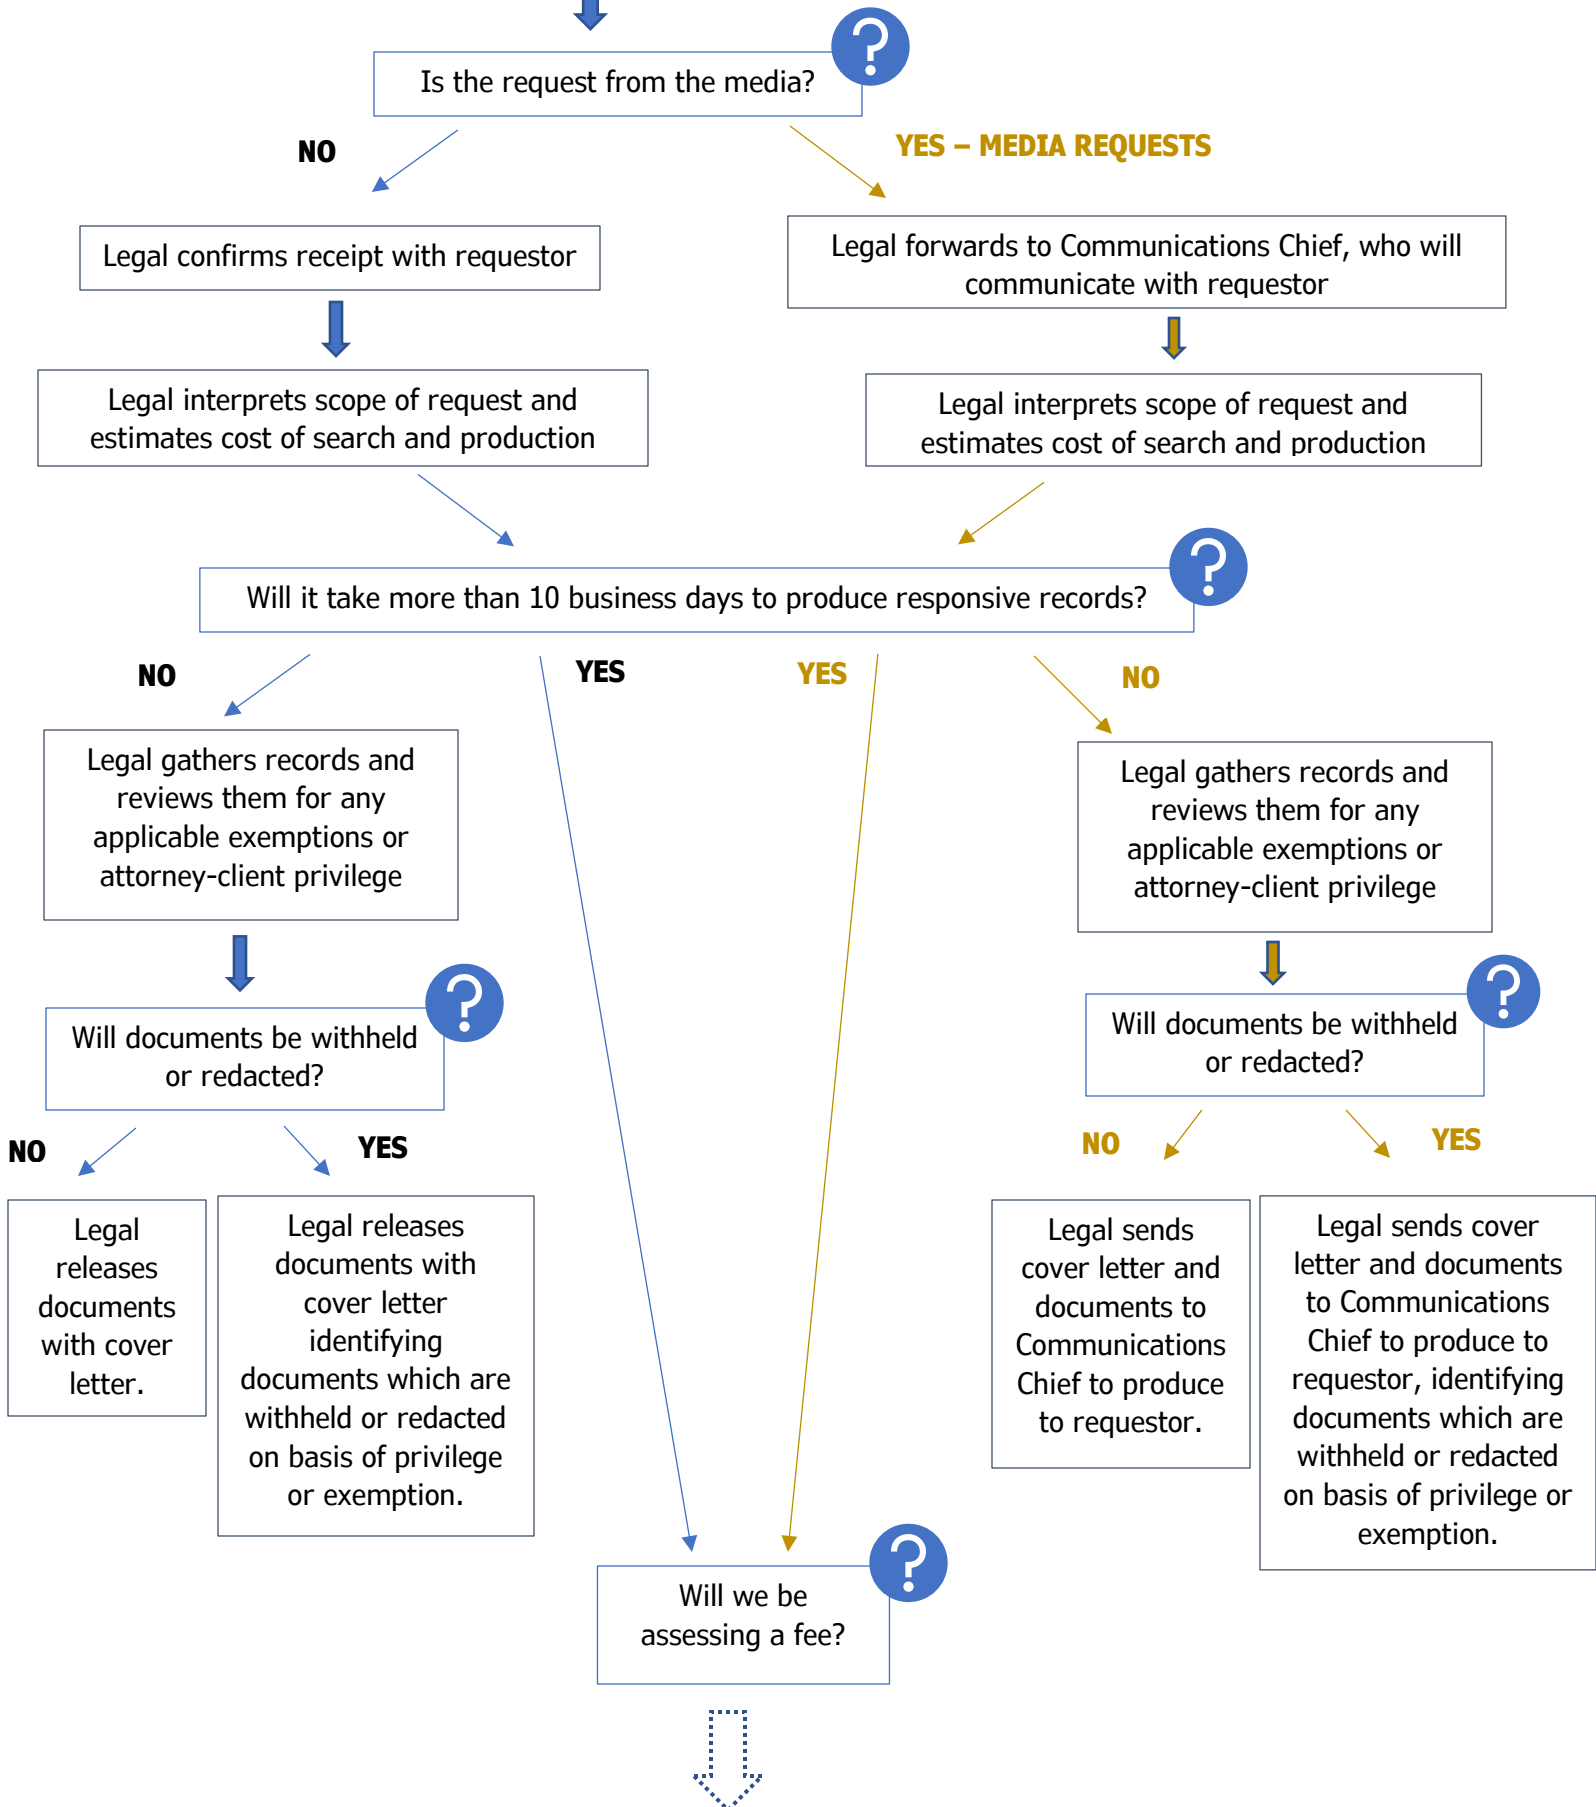 Is the request from the media?
NO
YES – MEDIA REQUESTS
Legal confirms receipt with requestor
Legal forwards to Communications Chief, who will
communicate with requestor
Legal interprets scope of request and
estimates cost of search and production
Legal interprets scope of request and
estimates cost of search and production
Will it take more than 10 business days to produce responsive records?
NO
YES
YES
NO
Legal gathers records and
reviews them for any
applicable exemptions or
attorney-client privilege
Legal gathers records and
reviews them for any
applicable exemptions or
attorney-client privilege
Will documents be withheld
or redacted?
Will documents be withheld
or redacted?
NO
YES
NO
YES
Legal
releases
documents
with cover
letter.
Legal releases
documents with
cover letter
identifying
documents which are
withheld or redacted
on basis of privilege
or exemption.
Legal sends
cover letter and
documents to
Communications
Chief to produce
to requestor.
Legal sends cover
letter and documents
to Communications
Chief to produce to
requestor, identifying
documents which are
withheld or redacted
on basis of privilege or
exemption.
Will we be
assessing a fee?